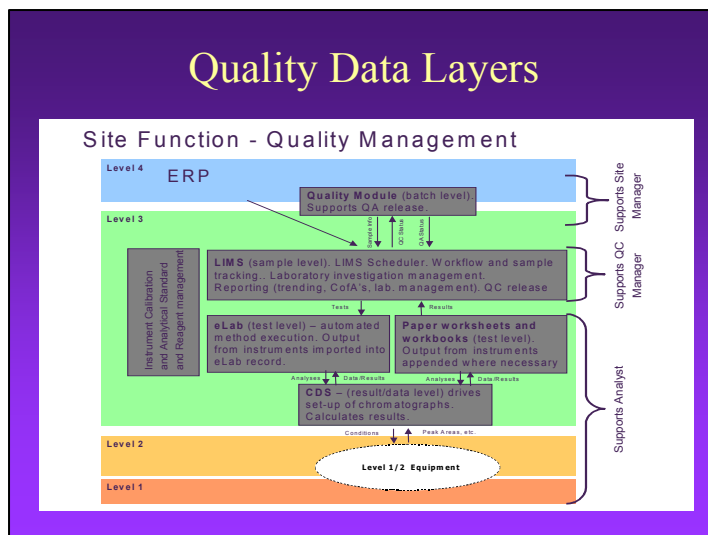 Quality Data Layers
Site Function - Quality Management
Level 4
ERP
Quality Module (batch level).
Supports QA release.
Supports Site
Manager
Level 3
Sample info
QC Status
QA Status
Instrument Calibration
and Analytical Standard
and Reagent management
LIMS (sample level). LIMS Scheduler. Workflow and sample
tracking.. Laboratory investigation management.
Reporting (trending, CofA's, lab. management). QC release
Supports QC
Manager
Tests
Results
eLab (test level) – automated
method execution. Output
from instruments imported into
eLab record.
Paper worksheets and
workbooks (test level).
Output from instruments
appended where necessary
Analyses
Data/Results
Analyses
Data/Results
CDS – (result/data level) drives
set-up of chromatographs.
Calculates results.
Supports Analyst
Conditions
Peak Areas, etc.
Level 2
Level 1/2 Equipment
Level 1